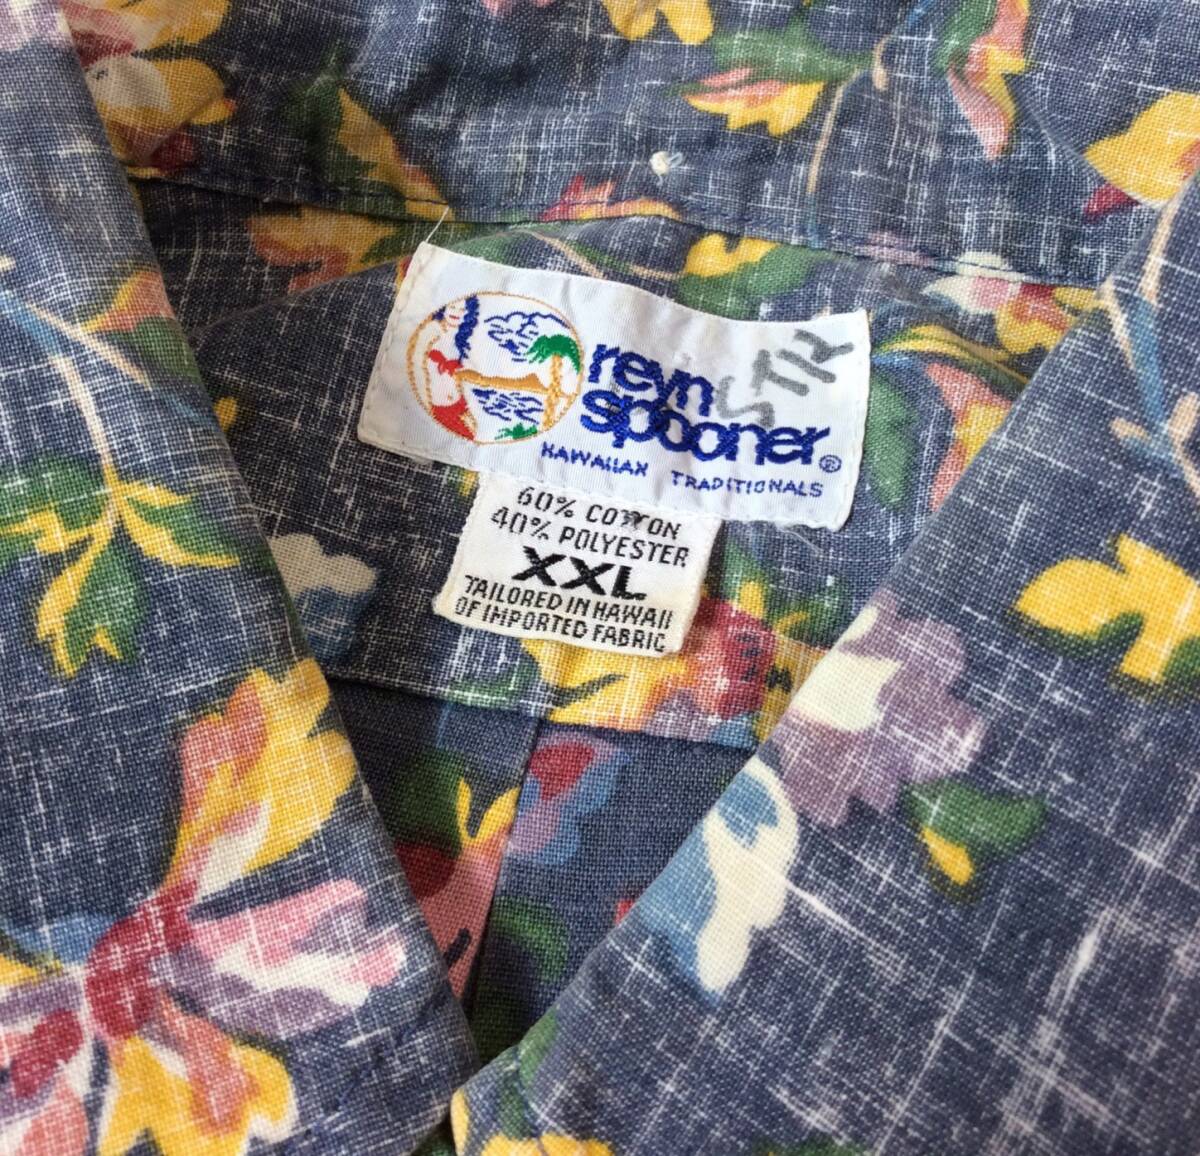 reyn
spooner®
HAWAIIAN TRADITIONALS
60% COTTON
40% POLYESTER
XXL
TAILORED IN HAWAII
OF IMPORTED FABRIC